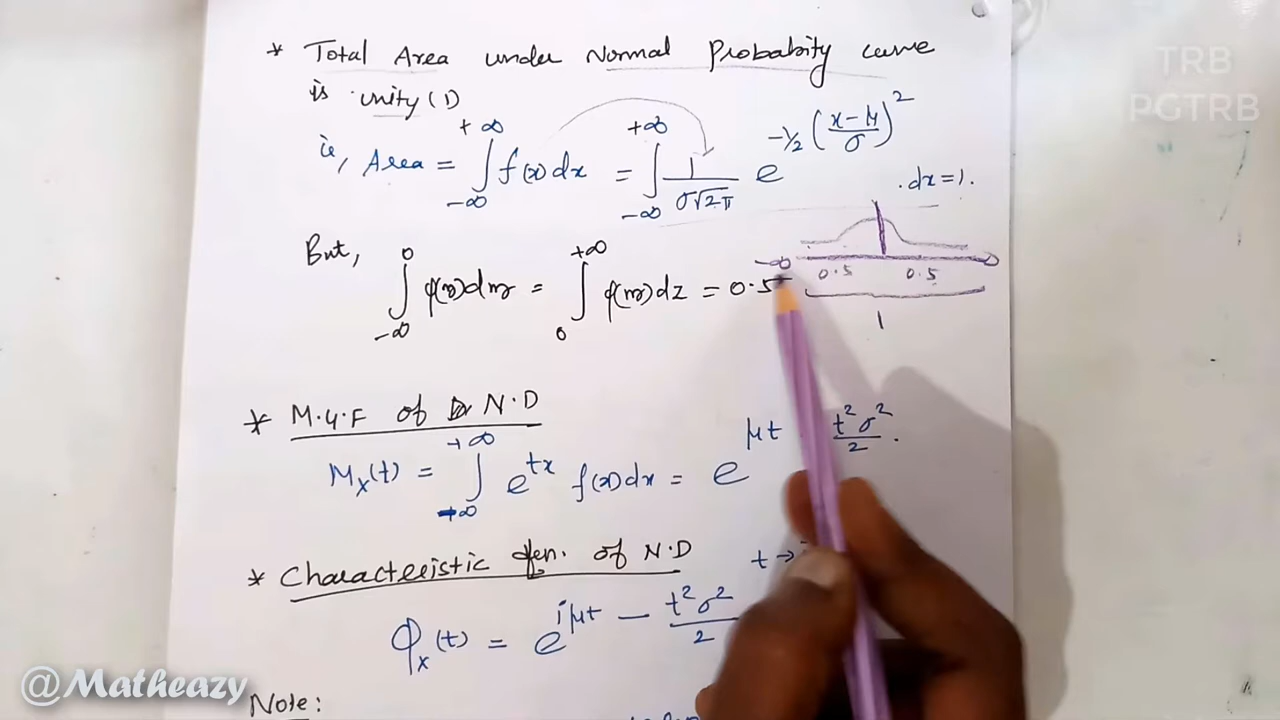 * Total Area under Normal Probabity curve
is unity (1)
ie, Area = ∫_{-∞}^{+∞} f(x) dx = ∫_{-∞}^{+∞} 1/(σ√2π) e^{-1/2 ((x-μ)/σ)^2} .dx = 1.
But, ∫_{-∞}^{0} φ(z) dz = ∫_{0}^{+∞} φ(z) dz = 0.5
-∞ ∞
0.5 0.5
1
* M.G.F of N.D
M_X(t) = ∫_{-∞}^{+∞} e^{tx} f(x) dx = e^{μt t²σ²/2}.
* Characteristic fn. of N.D t →
φ_x(t) = e^{iμt - t²σ²/2}
Note:
TRB
PGTRB
@Matheazy